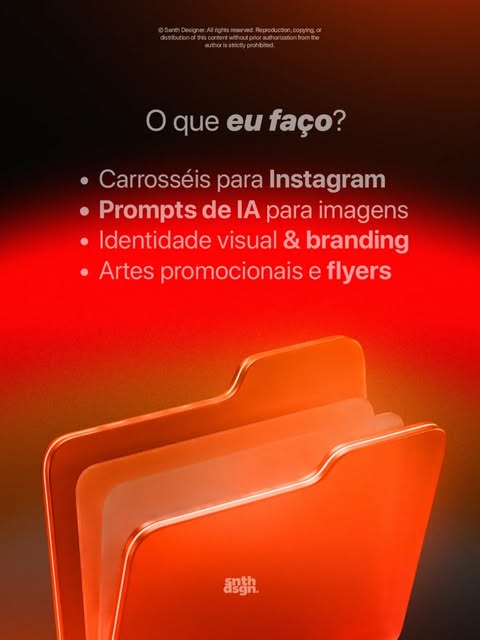 © Santh Designer. All rights reserved. Reproduction, copying, or
distribution of this content without prior authorization from the
author is strictly prohibited.
O que eu faço?
• Carrosséis para Instagram
• Prompts de IA para imagens
• Identidade visual & branding
• Artes promocionais e flyers
snth
dsgn.